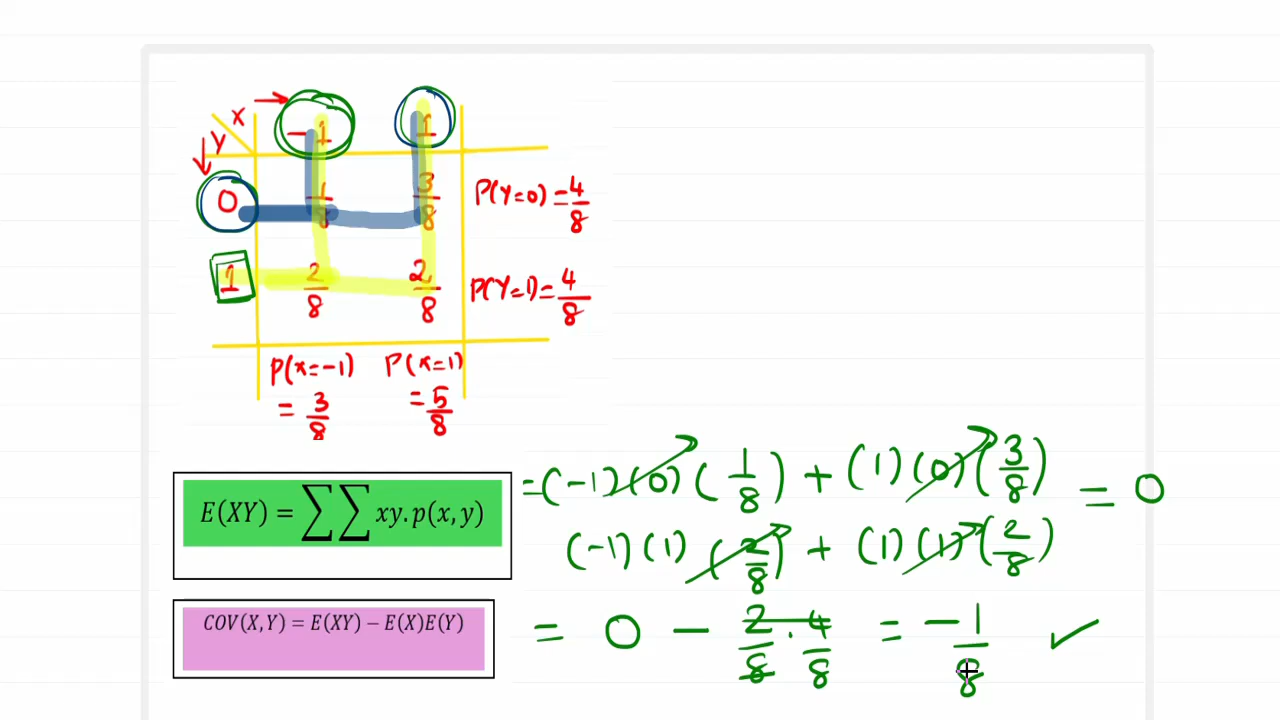 X → -1 1
Y ↓
0 1/8 3/8 P(Y=0) = 4/8
1 2/8 2/8 P(Y=1) = 4/8
P(x=-1) P(x=1)
= 3/8 = 5/8
E(XY) = ∑∑ xy.p(x,y) = (-1)(0)(1/8) + (1)(0)(3/8) = 0
(-1)(1)(2/8) + (1)(1)(2/8)
COV(X,Y) = E(XY) − E(X)E(Y) = 0 - 2/8 . 4/8 = -1/8 ✓